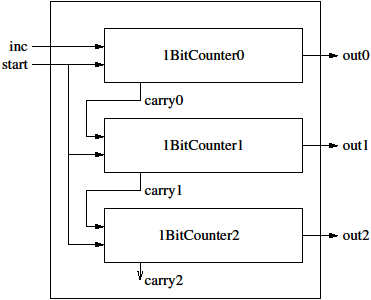 inc 1BitCounter0 out0
start
carry0
1BitCounter1 out1
carry1
1BitCounter2 out2
carry2